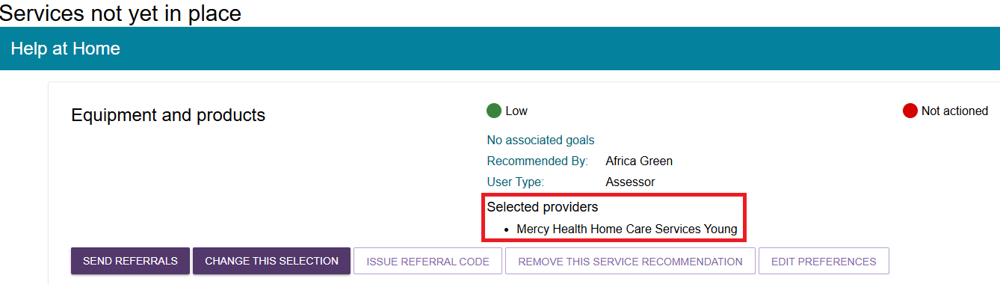 Services not yet in place
Help at Home
Equipment and products
Low
Not actioned
No associated goals
Recommended By: Africa Green
User Type: Assessor
Selected providers
• Mercy Health Home Care Services Young
SEND REFERRALS CHANGE THIS SELECTION ISSUE REFERRAL CODE REMOVE THIS SERVICE RECOMMENDATION EDIT PREFERENCES